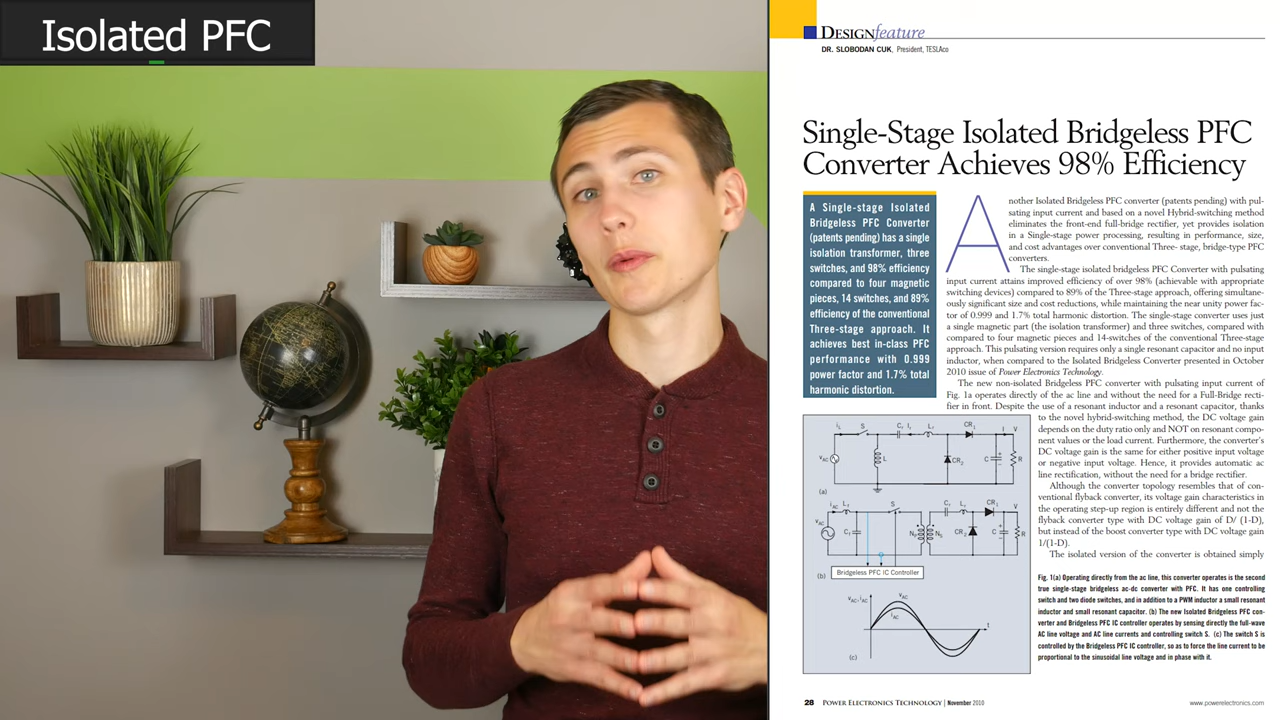 Isolated PFC
DESIGNfeature
DR. SLOBODAN CUK, President, TESLAco
Single-Stage Isolated Bridgeless PFC
Converter Achieves 98% Efficiency
A Single-stage Isolated
Bridgeless PFC Converter
(patents pending) has a single
isolation transformer, three
switches, and 98% efficiency
compared to four magnetic
pieces, 14 switches, and 89%
efficiency of the conventional
Three-stage approach. It
achieves best in-class PFC
performance with 0.999
power factor and 1.7% total
harmonic distortion.
Another Isolated Bridgeless PFC converter (patents pending) with pul-
sating input current and based on a novel Hybrid-switching method
eliminates the front-end full-bridge rectifier, yet provides isolation
in a Single-stage power processing, resulting in performance, size,
and cost advantages over conventional Three- stage, bridge-type PFC
converters.
The single-stage isolated bridgeless PFC Converter with pulsating
input current attains improved efficiency of over 98% (achievable with appropriate
switching devices) compared to 89% of the Three-stage approach, offering simultane-
ously significant size and cost reductions, while maintaining the near unity power fac-
tor of 0.999 and 1.7% total harmonic distortion. The single-stage converter uses just
a single magnetic part (the isolation transformer) and three switches, compared with
compared to four magnetic pieces and 14-switches of the conventional Three-stage
approach. This pulsating version requires only a single resonant capacitor and no input
inductor, when compared to the Isolated Bridgeless Converter presented in October
2010 issue of Power Electronics Technology.
The new non-isolated Bridgeless PFC converter with pulsating input current of
Fig. 1a operates directly of the ac line and without the need for a Full-Bridge recti-
fier in front. Despite the use of a resonant inductor and a resonant capacitor, thanks
to the novel hybrid-switching method, the DC voltage gain
depends on the duty ratio only and NOT on resonant compo-
nent values or the load current. Furthermore, the converter's
DC voltage gain is the same for either positive input voltage
or negative input voltage. Hence, it provides automatic ac
line rectification, without the need for a bridge rectifier.
Although the converter topology resembles that of con-
ventional flyback converter, its voltage gain characteristics in
the operating step-up region is entirely different and not the
flyback converter type with DC voltage gain of D/ (1-D),
but instead of the boost converter type with DC voltage gain
1/(1-D).
The isolated version of the converter is obtained simply
iL S Cr Ir Lr CR1 I V
vAC L CR2 C R
(a)
iAC Lf S Cr Lr CR1 V
vAC Cf NP NS CR2 C R
(b) Bridgeless PFC IC Controller
vAC, iAC vAC
iAC
t
(c)
Fig. 1(a) Operating directly from the ac line, this converter operates is the second
true single-stage bridgeless ac-dc converter with PFC. It has one controlling
switch and two diode switches, and in addition to a PWM inductor a small resonant
inductor and small resonant capacitor. (b) The new Isolated Bridgeless PFC con-
verter and Bridgeless PFC IC controller operates by sensing directly the full-wave
AC line voltage and AC line currents and controlling switch S. (c) The switch S is
controlled by the Bridgeless PFC IC controller, so as to force the line current to be
proportional to the sinusoidal line voltage and in phase with it.
28 POWER ELECTRONICS TECHNOLOGY | November 2010
www.powerelectronics.com